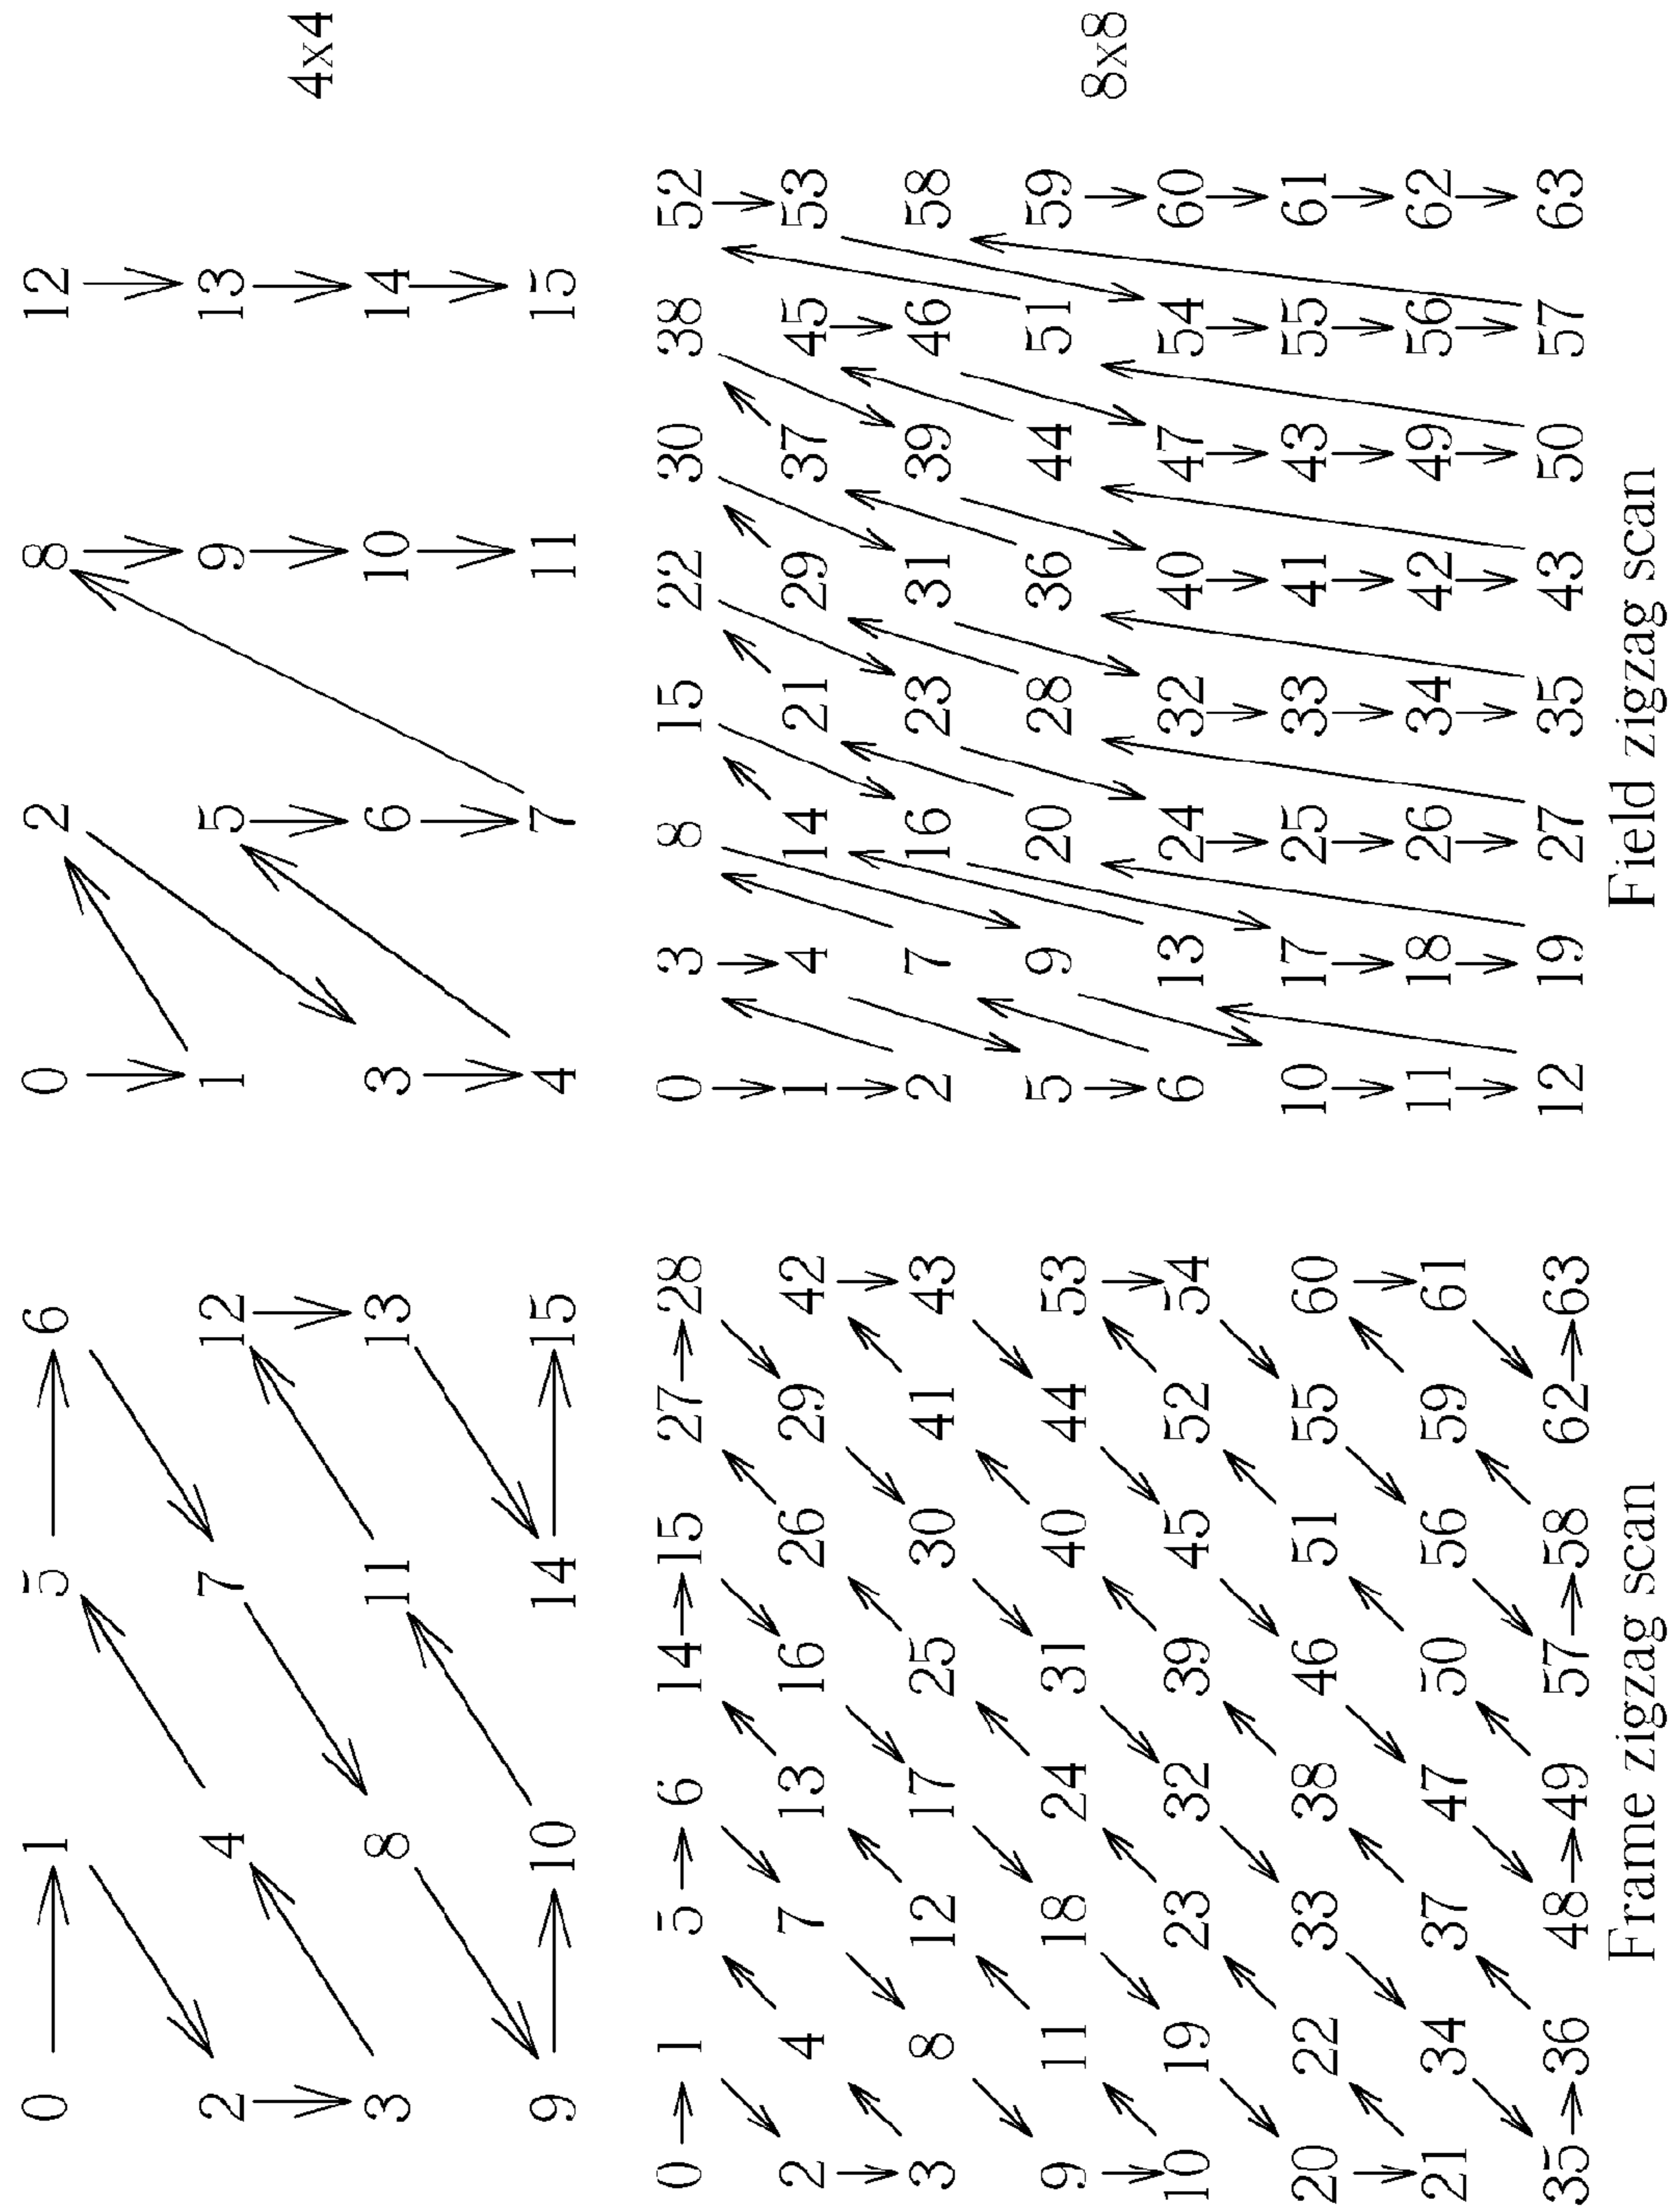 0 1 5 6 0 2 8 12
2 4 7 12 1 5 9 13
4x4
3 8 11 13 3 6 10 14
9 10 14 15 4 7 11 15
0 1 5 6 14 15 27 28 0 3 8 15 22 30 38 52
2 4 7 13 16 26 29 42 1 4 14 21 29 37 45 53
3 8 12 17 25 30 41 43 2 7 16 23 31 39 46 58
9 11 18 24 31 40 44 53 5 9 20 28 36 44 51 59
8x8
10 19 23 32 39 45 52 54 6 13 24 32 40 47 54 60
20 22 33 38 46 51 55 60 10 17 25 33 41 43 55 61
21 34 37 47 50 56 59 61 11 18 26 34 42 49 56 62
35 36 48 49 57 58 62 63 12 19 27 35 43 50 57 63
Frame zigzag scan Field zigzag scan